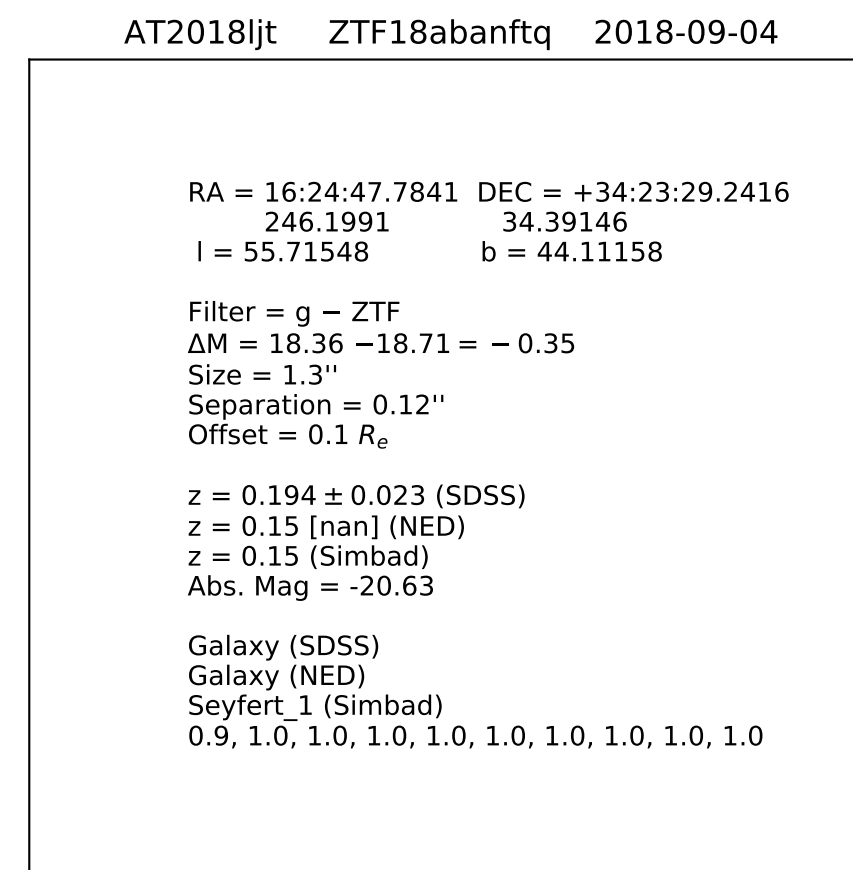 AT2018ljt ZTF18abanftq 2018-09-04
RA = 16:24:47.7841 DEC = +34:23:29.2416
246.1991 34.39146
l = 55.71548 b = 44.11158
Filter = g − ZTF
ΔM = 18.36 −18.71 = − 0.35
Size = 1.3''
Separation = 0.12''
Offset = 0.1 Re
z = 0.194 ± 0.023 (SDSS)
z = 0.15 [nan] (NED)
z = 0.15 (Simbad)
Abs. Mag = -20.63
Galaxy (SDSS)
Galaxy (NED)
Seyfert_1 (Simbad)
0.9, 1.0, 1.0, 1.0, 1.0, 1.0, 1.0, 1.0, 1.0, 1.0